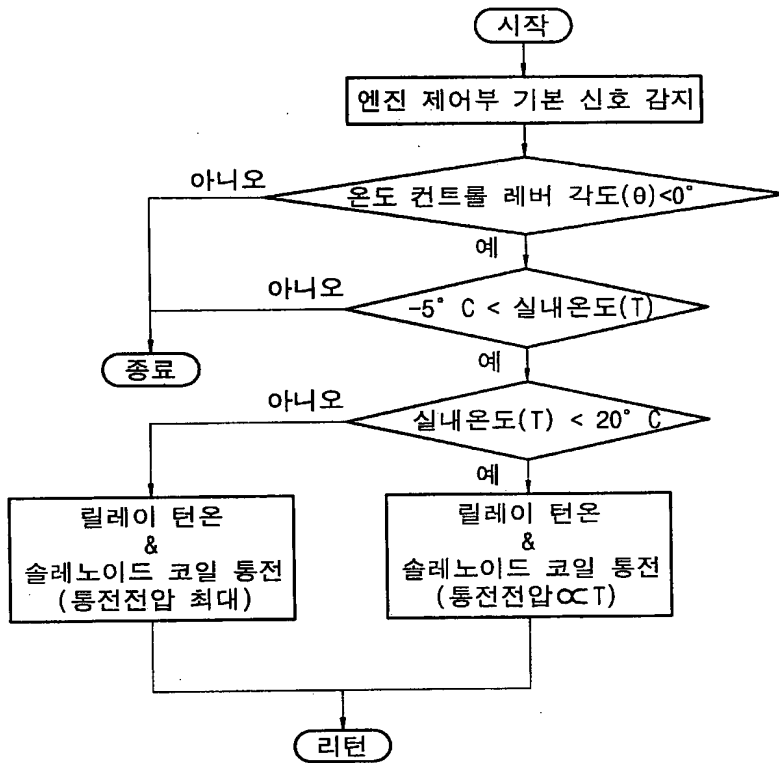 시작
엔진 제어부 기본 신호 감지
아니오
온도 컨트롤 레버 각도(θ)<0°
예
아니오
-5° C < 실내온도(T)
종료
예
아니오
실내온도(T) < 20° C
예
릴레이 턴온
&
솔레노이드 코일 통전
(통전전압 최대)
릴레이 턴온
&
솔레노이드 코일 통전
(통전전압∝T)
리턴